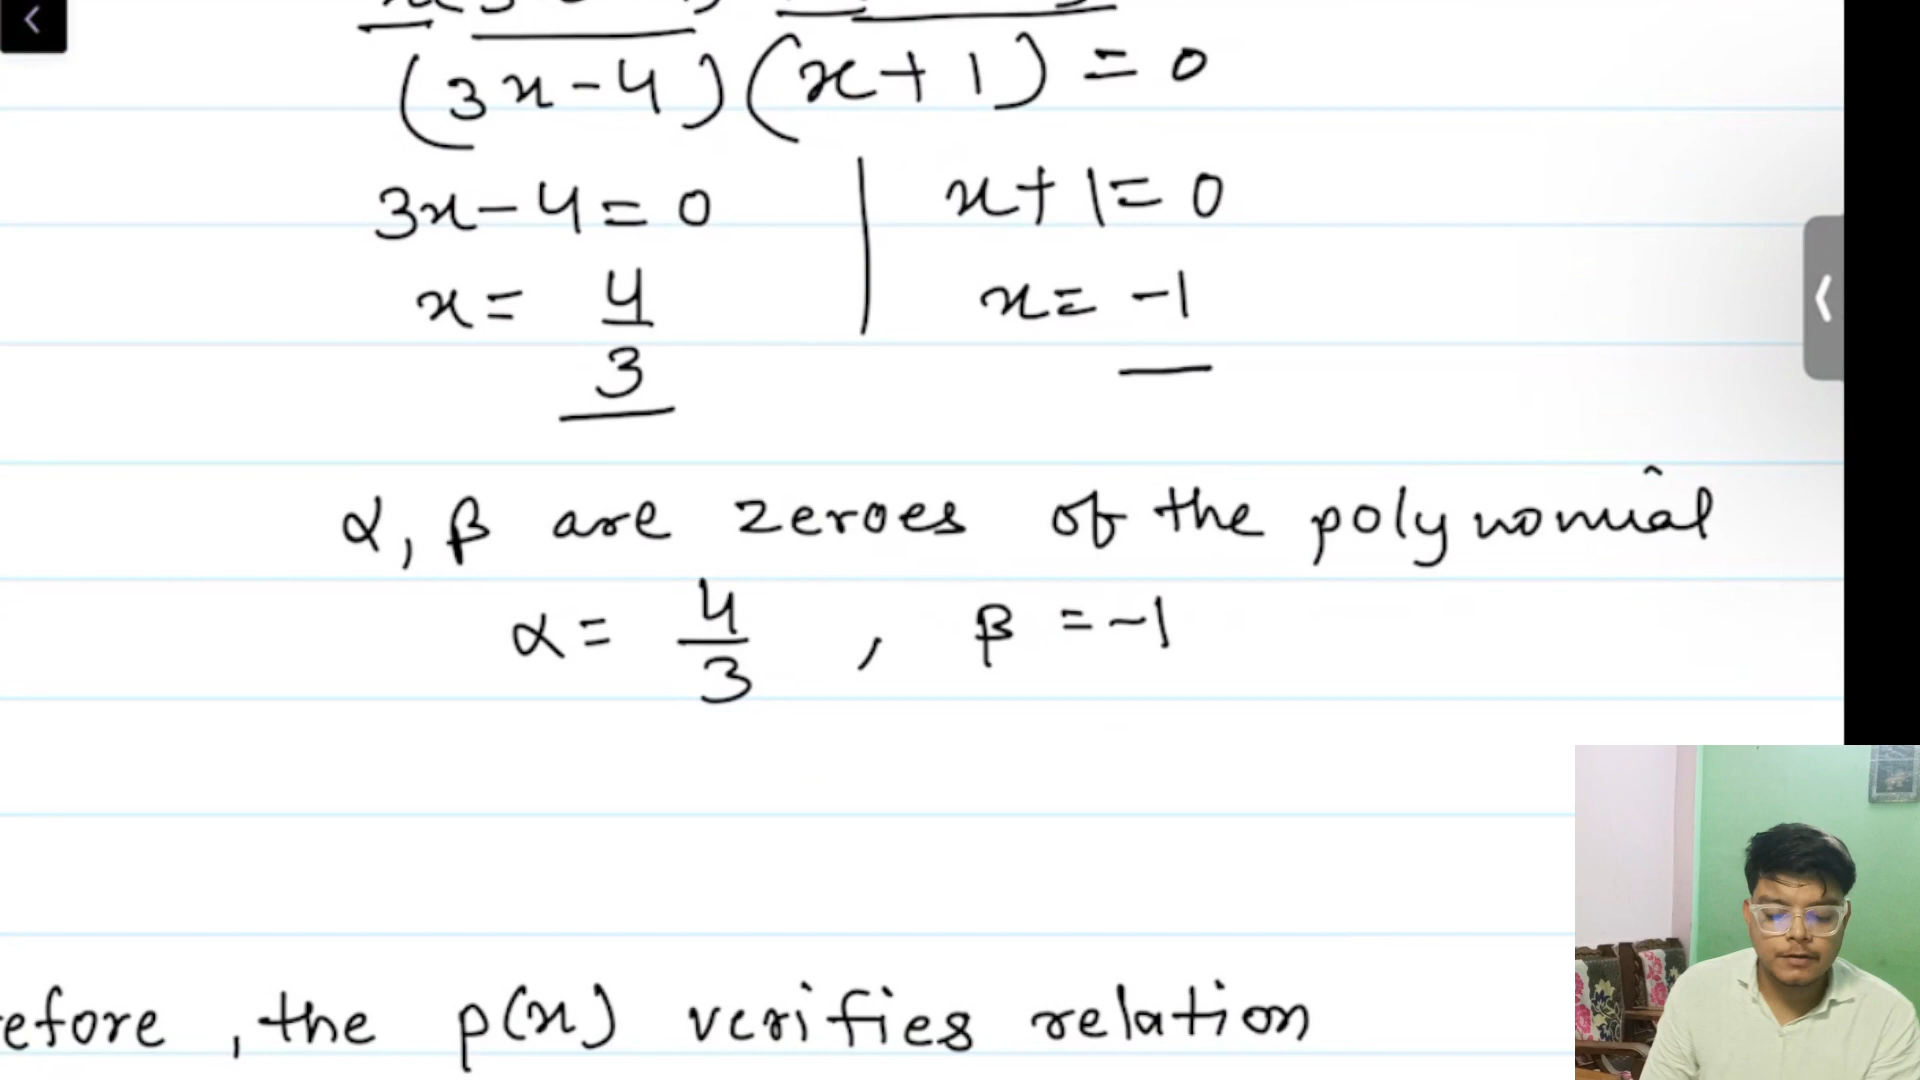 (3x-4)(x+1)=0
3x-4=0 | x+1=0
x= 4/3 x= -1
α, β are zeroes of the polynomial
α= 4/3 , β =-1
efore, the p(x) verifies relation